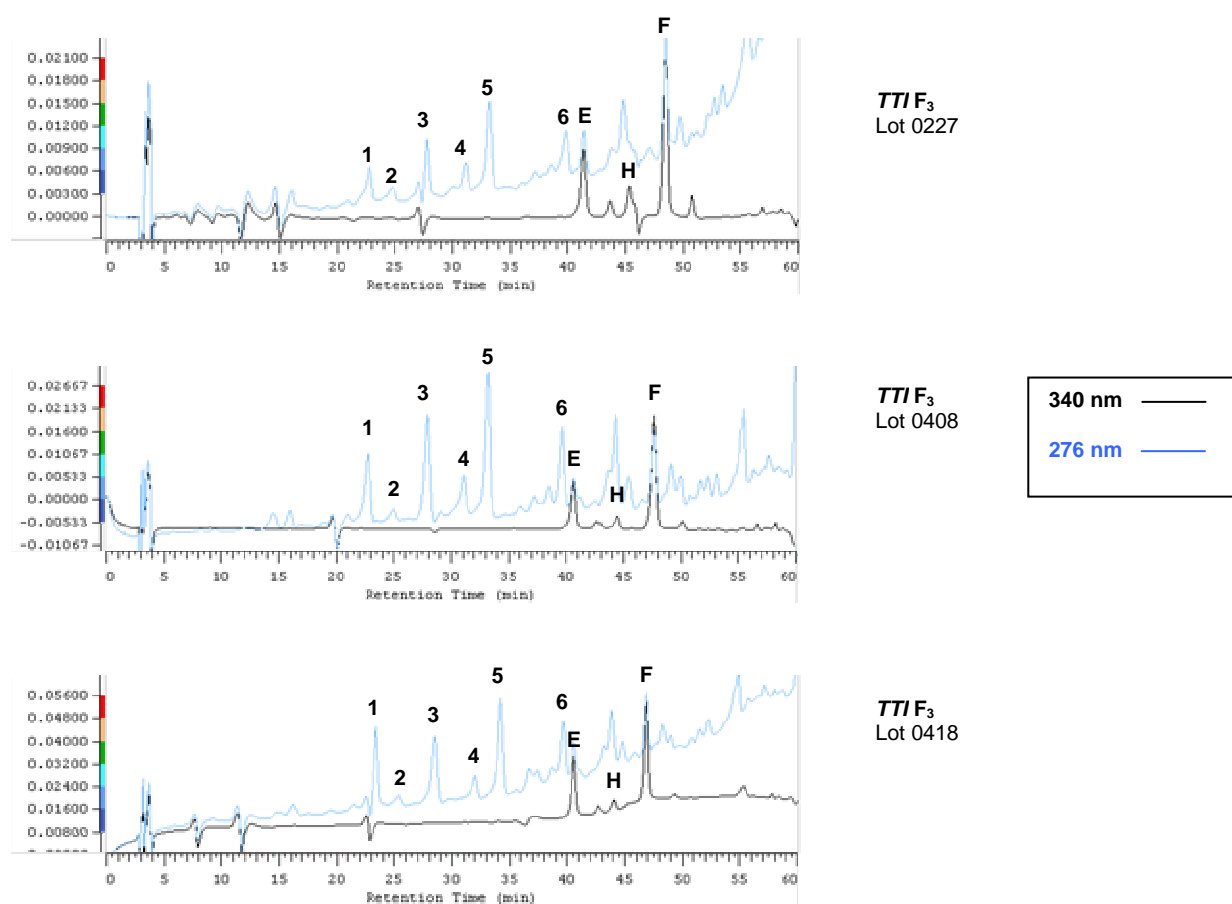 F
0.02100
0.01800
0.01500
0.01200
0.00900
0.00600
0.00300
0.00000
1
2
3
4
5
6
E
H
0 5 10 15 20 25 30 35 40 45 50 55 60
Retention Time (min)
TTI F₃
Lot 0227
0.02667
0.02133
0.01600
0.01067
0.00533
0.00000
-0.00533
-0.01067
1
2
3
4
5
6
E
H
F
0 5 10 15 20 25 30 35 40 45 50 55 60
Retention Time (min)
TTI F₃
Lot 0408
340 nm
276 nm
0.05600
0.04800
0.04000
0.03200
0.02400
0.01600
0.00800
1
2
3
4
5
6
E
H
F
0 5 10 15 20 25 30 35 40 45 50 55 60
Retention Time (min)
TTI F₃
Lot 0418